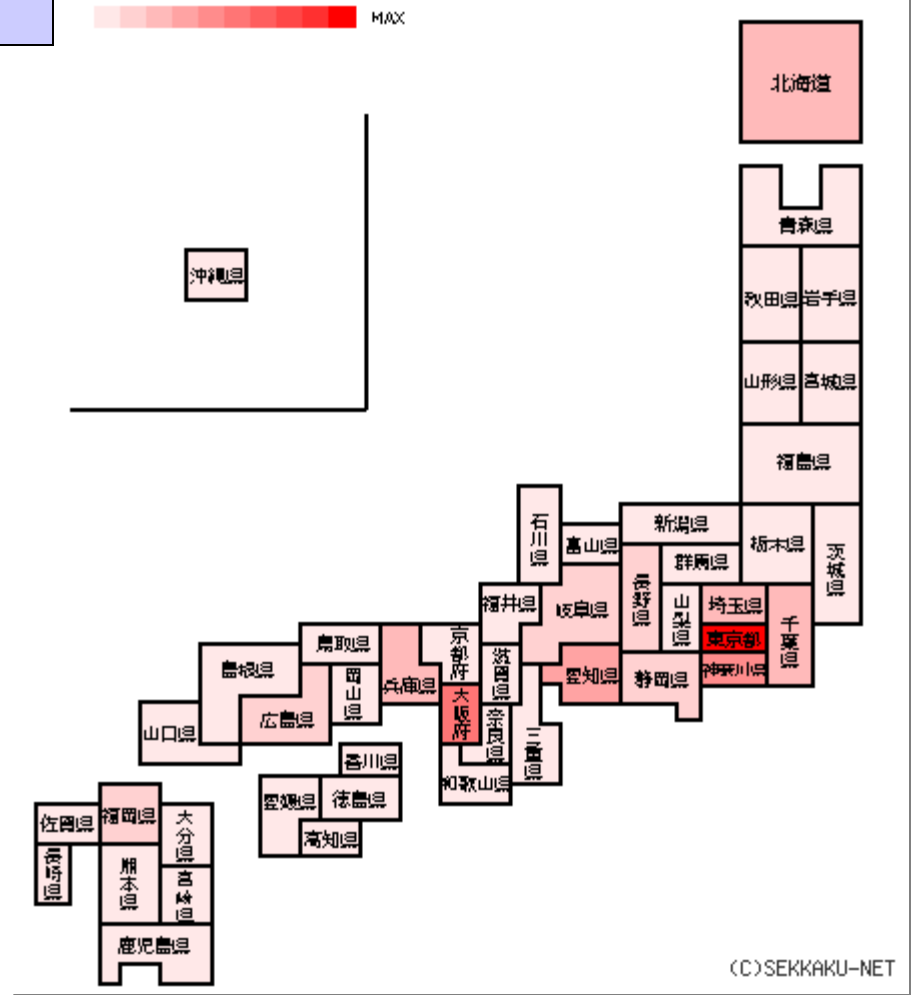 MAX
北海道
青森県
沖縄県
秋田県
岩手県
山形県
宮城県
福島県
石川県
新潟県
富山県
栃木県
茨城県
群馬県
長野県
福井県
岐阜県
山梨県
埼玉県
千葉県
東京都
鳥取県
京都府
滋賀県
島根県
岡山県
兵庫県
愛知県
静岡県
神奈川県
大阪府
広島県
奈良県
山口県
三重県
香川県
和歌山県
愛媛県
徳島県
高知県
佐賀県
福岡県
大分県
長崎県
熊本県
宮崎県
鹿児島県
(C)SEKKAKU-NET